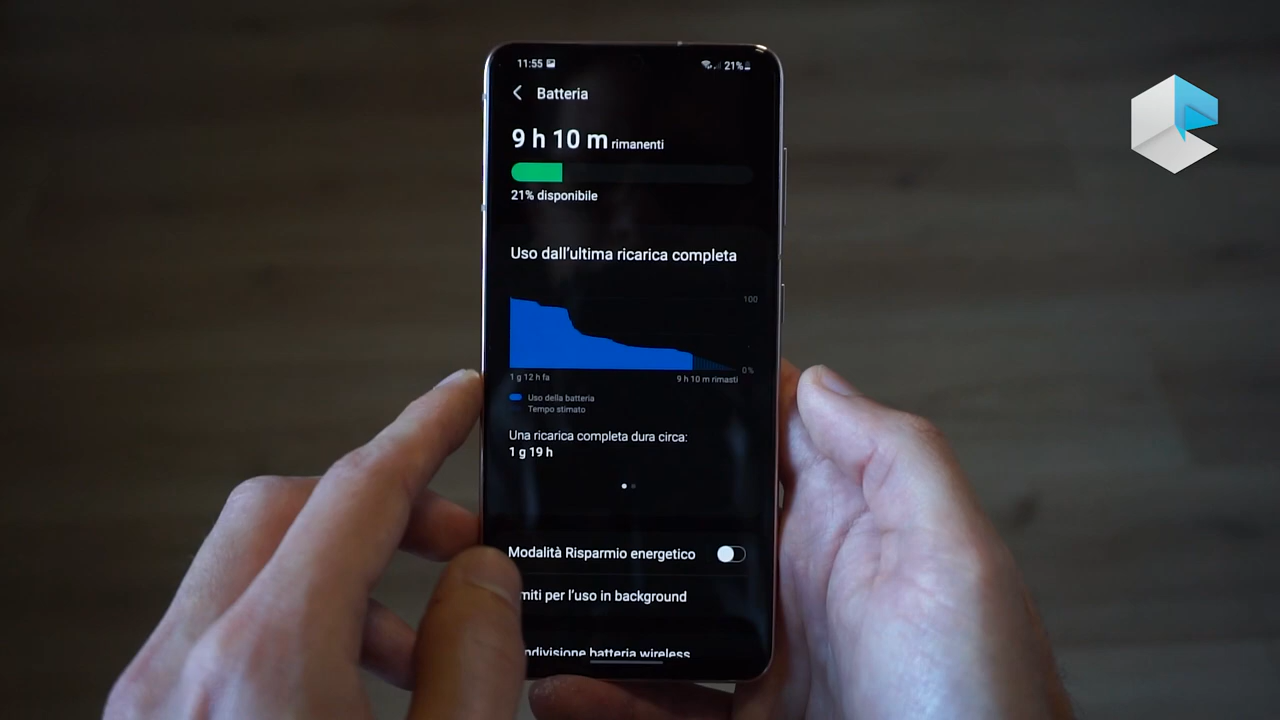 11:55 21%
Batteria
9 h 10 m rimanenti
21% disponibile
Uso dall'ultima ricarica completa
100
0%
1 g 12 h fa 9 h 10 m rimasti
Uso della batteria
Tempo stimato
Una ricarica completa dura circa:
1 g 19 h
Modalità Risparmio energetico
miti per l'uso in background
ndivisione batteria wireless